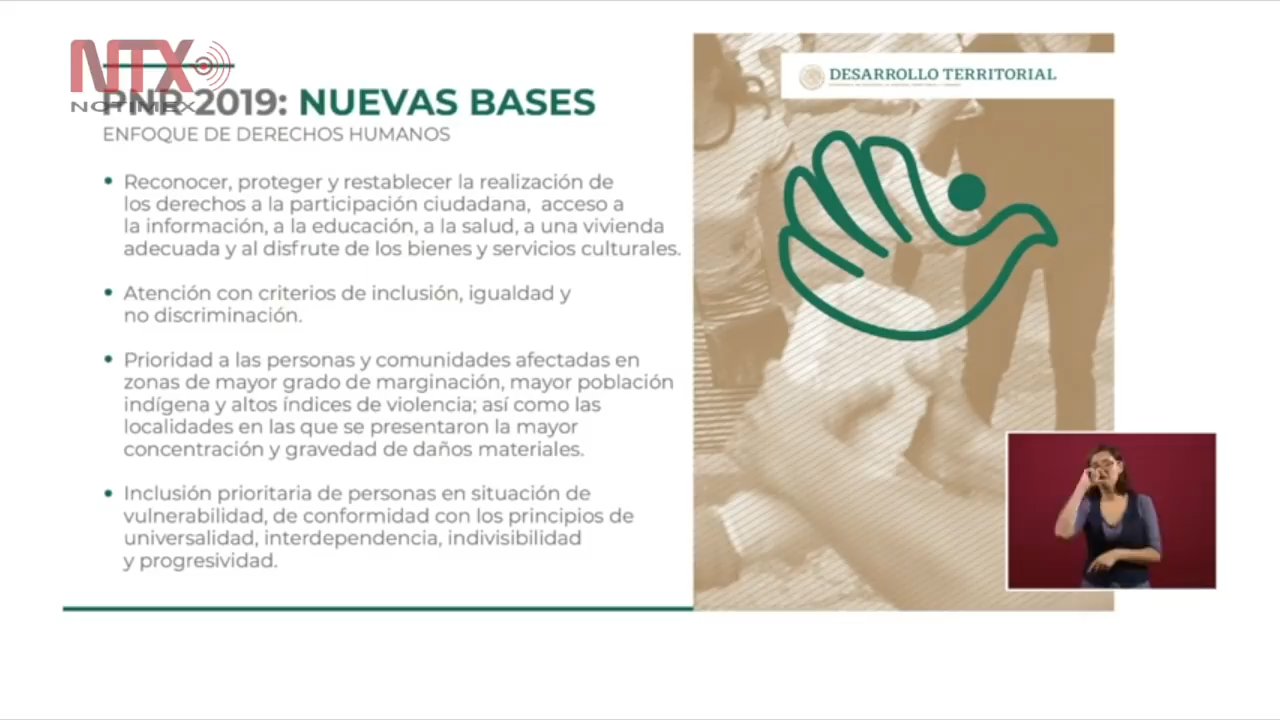 NTX
NOTIMEX
PNR 2019: NUEVAS BASES
ENFOQUE DE DERECHOS HUMANOS
• Reconocer, proteger y restablecer la realización de
los derechos a la participación ciudadana, acceso a
la información, a la educación, a la salud, a una vivienda
adecuada y al disfrute de los bienes y servicios culturales.
• Atención con criterios de inclusión, igualdad y
no discriminación.
• Prioridad a las personas y comunidades afectadas en
zonas de mayor grado de marginación, mayor población
indígena y altos índices de violencia; así como las
localidades en las que se presentaron la mayor
concentración y gravedad de daños materiales.
• Inclusión prioritaria de personas en situación de
vulnerabilidad, de conformidad con los principios de
universalidad, interdependencia, indivisibilidad
y progresividad.
DESARROLLO TERRITORIAL